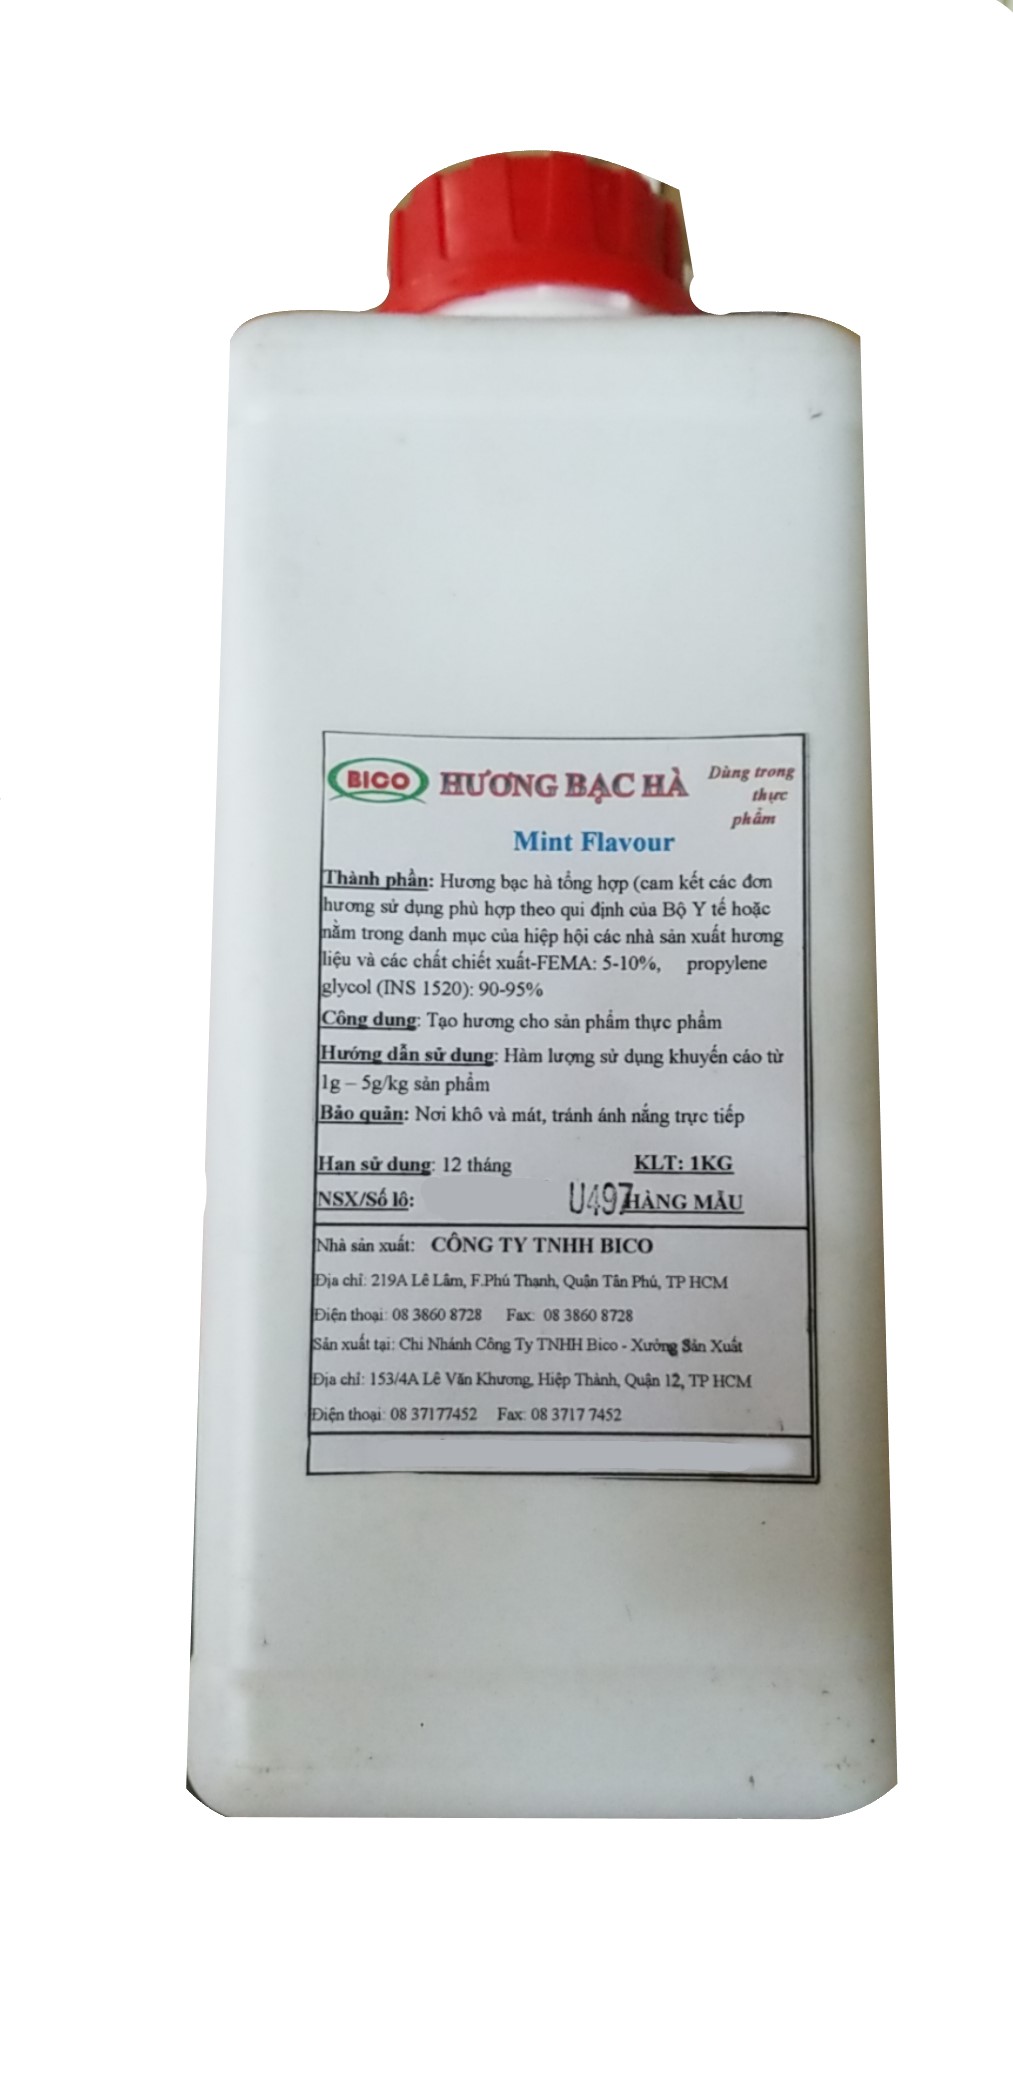 BICO HƯƠNG BẠC HÀ
Dùng trong
thực
phẩm
Mint Flavour
Thành phần: Hương bạc hà tổng hợp (cam kết các đơn
hương sử dụng phù hợp theo qui định của Bộ Y tế hoặc
nằm trong danh mục của hiệp hội các nhà sản xuất hương
liệu và các chất chiết xuất-FEMA: 5-10%, propylene
glycol (INS 1520): 90-95%
Công dụng: Tạo hương cho sản phẩm thực phẩm
Hướng dẫn sử dụng: Hàm lượng sử dụng khuyến cáo từ
1g – 5g/kg sản phẩm
Bảo quản: Nơi khô và mát, tránh ánh nắng trực tiếp
Hạn sử dụng: 12 tháng KLT: 1KG
NSX/Số lô: U497 HÀNG MẪU
Nhà sản xuất: CÔNG TY TNHH BICO
Địa chỉ: 219A Lê Lâm, F.Phú Thạnh, Quận Tân Phú, TP HCM
Điện thoại: 08 3860 8728 Fax: 08 3860 8728
Sản xuất tại: Chi Nhánh Công Ty TNHH Bico - Xưởng Sản Xuất
Địa chỉ: 153/4A Lê Văn Khương, Hiệp Thành, Quận 12, TP HCM
Điện thoại: 08 37177452 Fax: 08 3717 7452